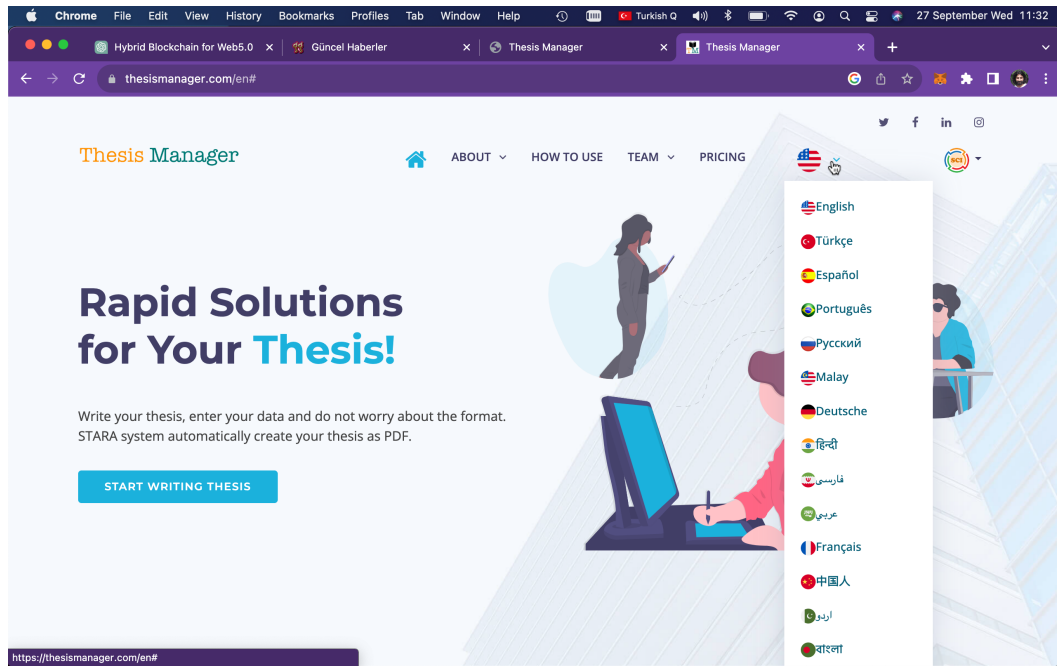 Chrome File Edit View History Bookmarks Profiles Tab Window Help Turkish Q 27 September Wed 11:32
Hybrid Blockchain for Web5.0 Güncel Haberler Thesis Manager Thesis Manager
thesismanager.com/en#
Thesis Manager
ABOUT HOW TO USE TEAM PRICING
SCI
English
Türkçe
Español
Português
Русский
Malay
Deutsche
हिन्दी
فارسی
عربي
Français
中国人
اردو
বাংলা
Rapid Solutions
for Your Thesis!
Write your thesis, enter your data and do not worry about the format.
STARA system automatically create your thesis as PDF.
START WRITING THESIS
https://thesismanager.com/en#